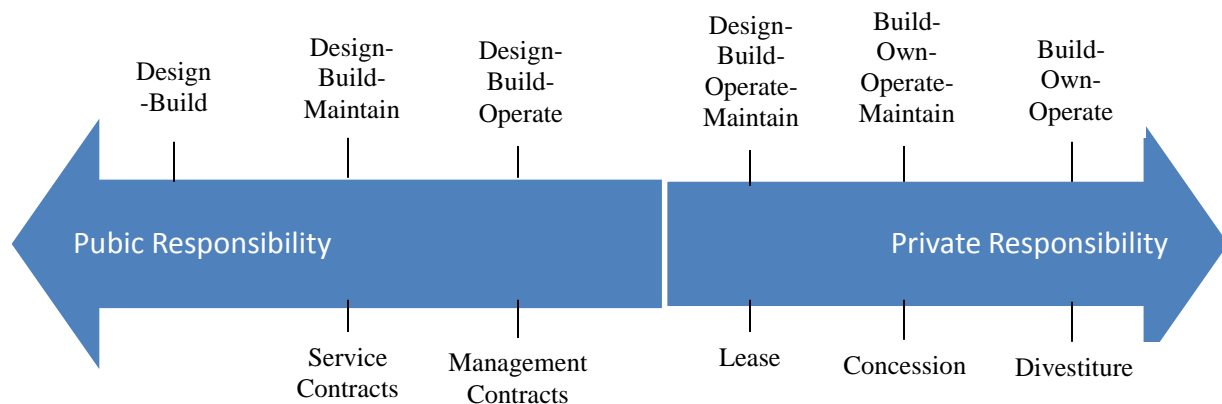 Design
-Build
Design-
Build-
Maintain
Design-
Build-
Operate
Design-
Build-
Operate-
Maintain
Build-
Own-
Operate-
Maintain
Build-
Own-
Operate
Pubic Responsibility
Private Responsibility
Service
Contracts
Management
Contracts
Lease
Concession
Divestiture